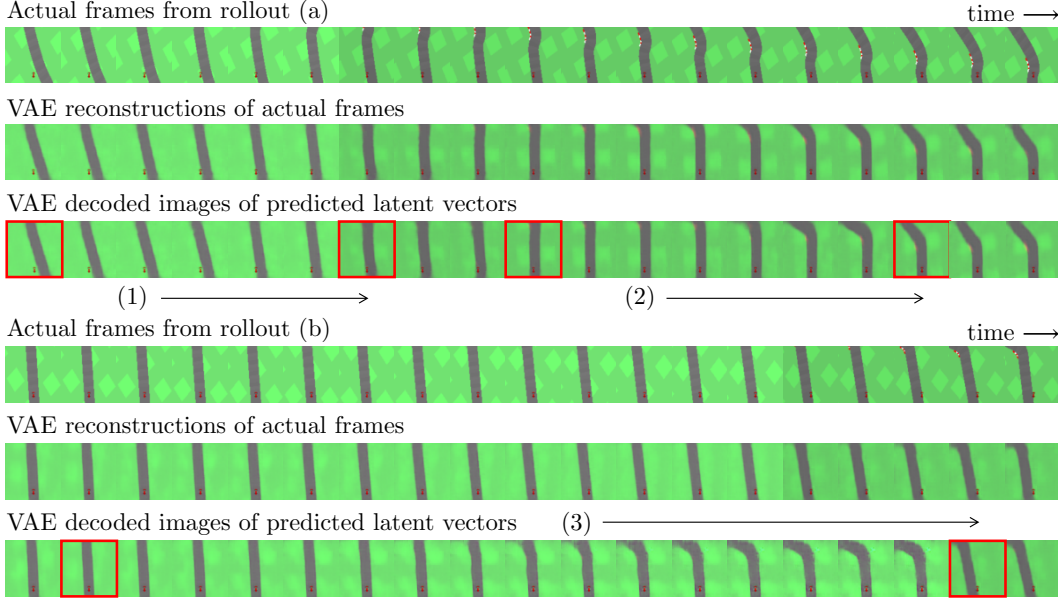 Actual frames from rollout (a) time
VAE reconstructions of actual frames
VAE decoded images of predicted latent vectors
(1) (2)
Actual frames from rollout (b) time
VAE reconstructions of actual frames
VAE decoded images of predicted latent vectors (3)